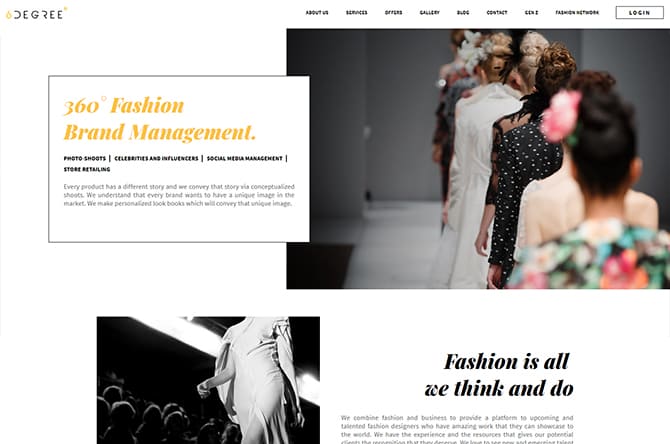 6DEGREE°
ABOUT US SERVICES OFFERS GALLERY BLOG CONTACT GEN Z FASHION NETWORK LOGIN
360° Fashion
Brand Management.
PHOTO-SHOOTS | CELEBRITIES AND INFLUENCERS | SOCIAL MEDIA MANAGEMENT |
STORE RETAILING
Every product has a different story and we convey that story via conceptualized
shoots. We understand that every brand wants to have a unique image in the
market. We make personalized look books which will convey that unique image.
Fashion is all
we think and do
We combine fashion and business to provide a platform to upcoming and
talented fashion designers who have amazing work that they can showcase to
the world. We have the experience and the resources that gives our potential
clients the recognition that they deserve. We love to see new and emerging talent